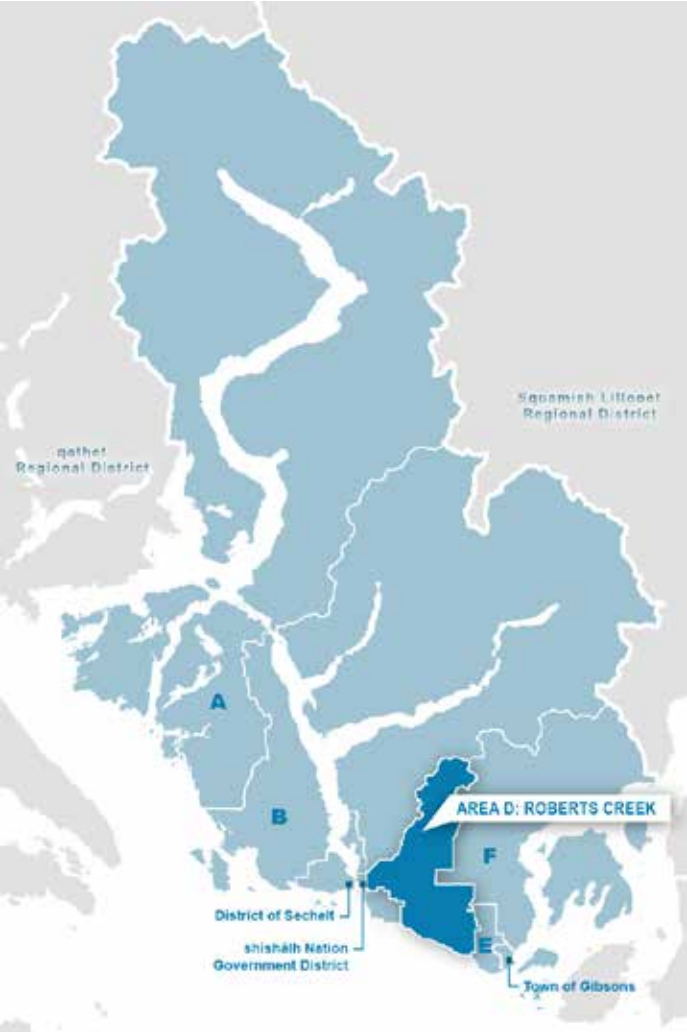 Squamish Lillooet
Regional District
qathet
Regional District
A
B
AREA D: ROBERTS CREEK
F
District of Sechelt
shíshálh Nation
Government District
E
Town of Gibsons